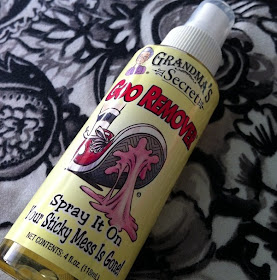 GRANDMA'S
Secret
GOO REMOVER
Spray It On
Your Sticky Mess Is Gone!
NET CONTENTS: 4 fl. oz. (118ml)